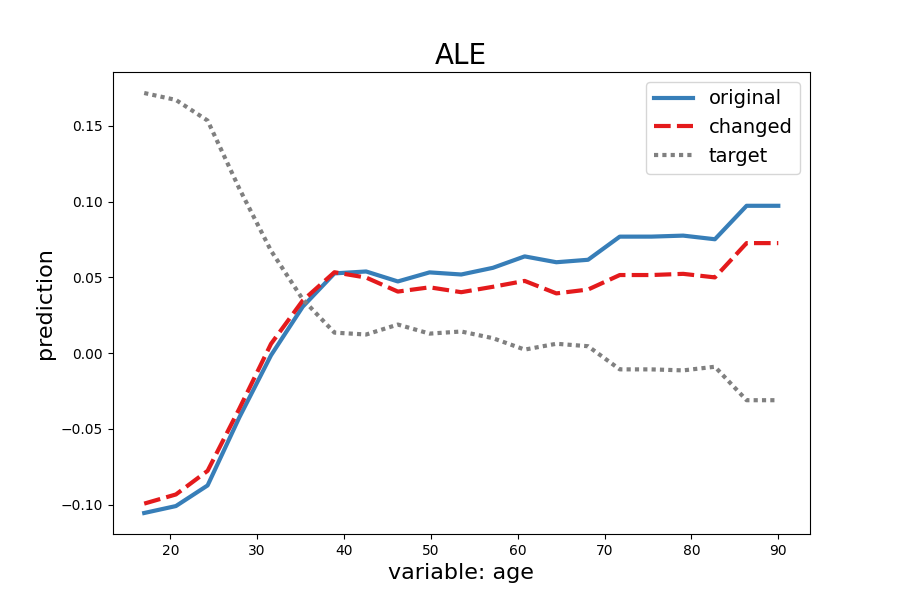 ALE
original
changed
target
prediction
0.15
0.10
0.05
0.00
−0.05
−0.10
20 30 40 50 60 70 80 90
variable: age